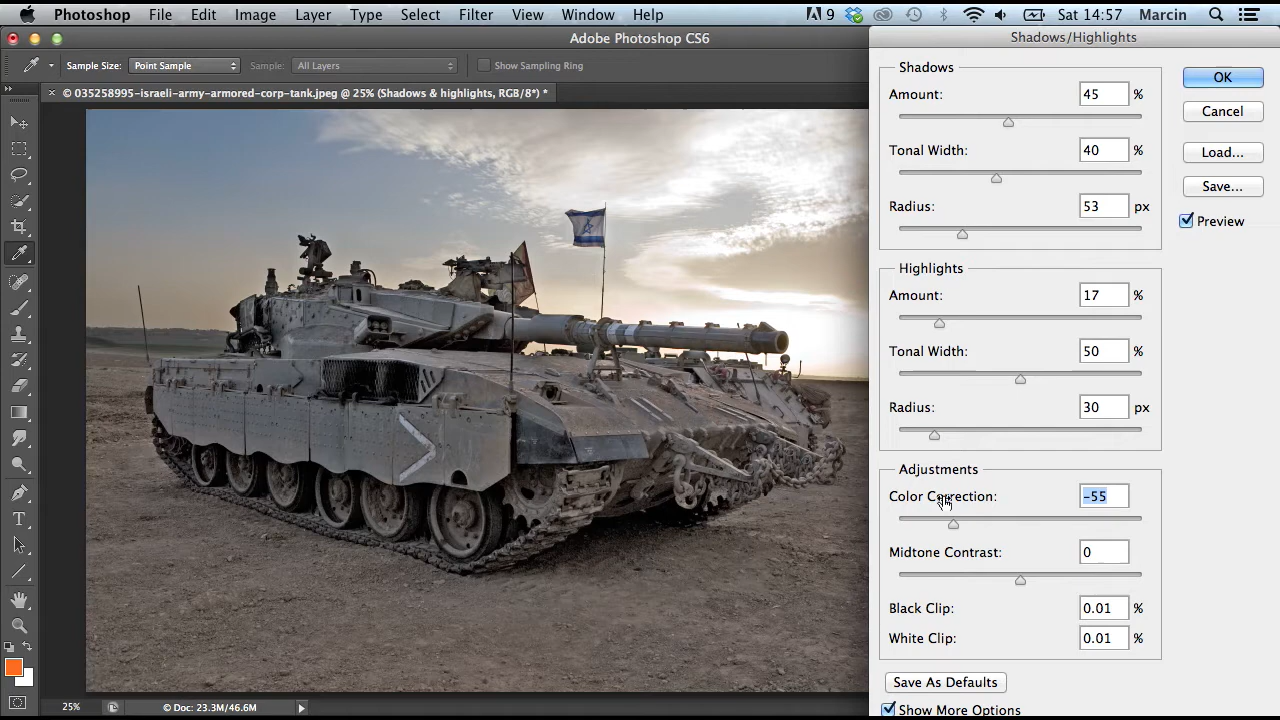 Photoshop File Edit Image Layer Type Select Filter View Window Help 9 Sat 14:57 Marcin
Adobe Photoshop CS6
Shadows/Highlights
Sample Size: Point Sample Sample: All Layers Show Sampling Ring
× © 035258995-israeli-army-armored-corp-tank.jpeg @ 25% (Shadows & highlights, RGB/8*) *
Shadows
Amount: 45 %
Tonal Width: 40 %
Radius: 53 px
Highlights
Amount: 17 %
Tonal Width: 50 %
Radius: 30 px
Adjustments
Color Correction: -55
Midtone Contrast: 0
Black Clip: 0.01 %
White Clip: 0.01 %
Save As Defaults
Show More Options
OK
Cancel
Load...
Save...
Preview
T
25% © Doc: 23.3M/46.6M